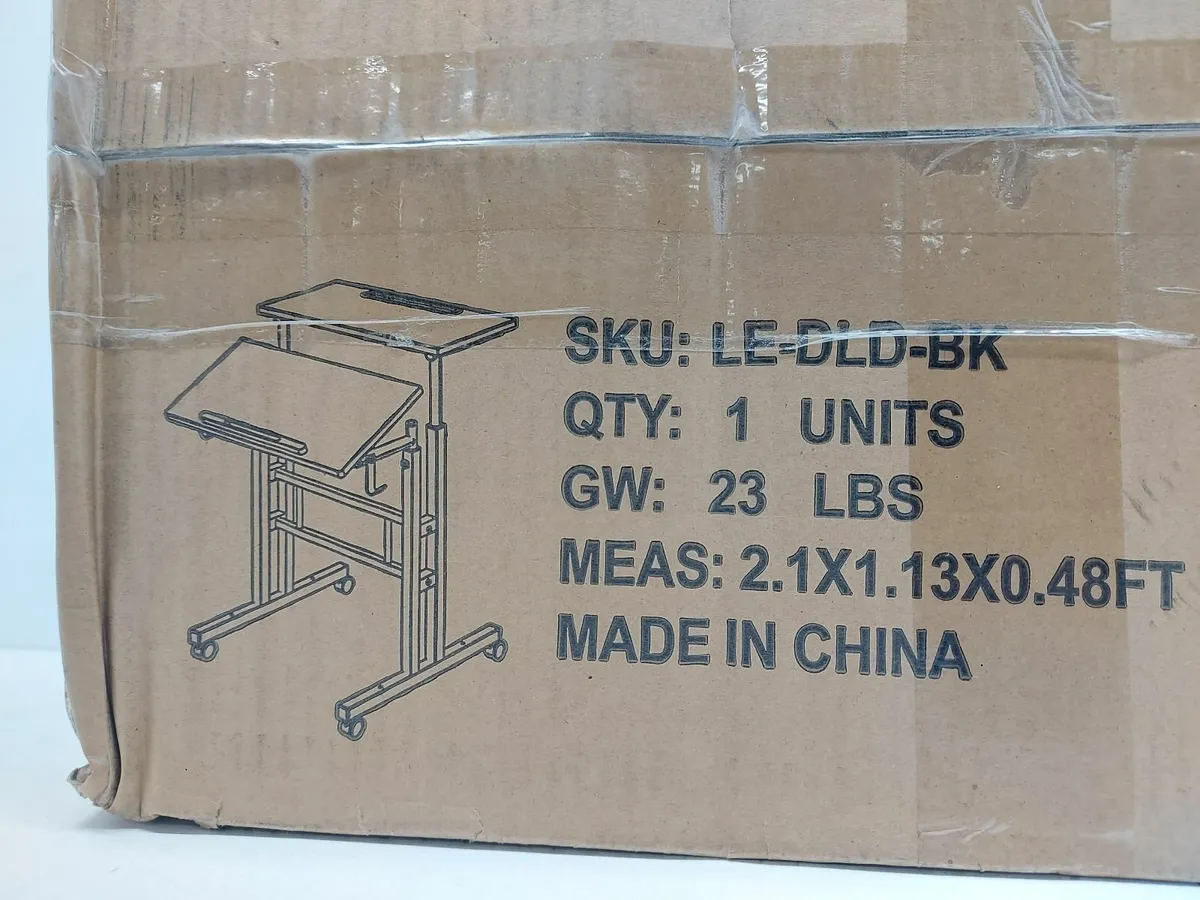 SKU: LE-DLD-BK
QTY: 1 UNITS
GW: 23 LBS
MEAS: 2.1X1.13X0.48FT
MADE IN CHINA